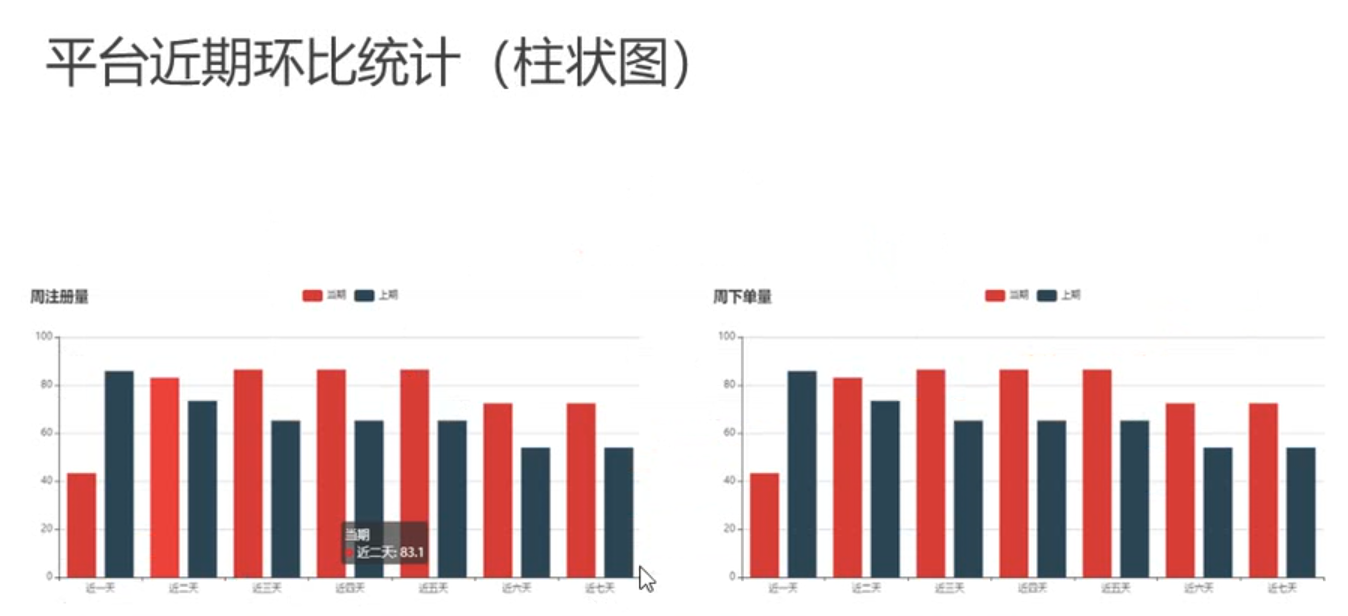 平台近期环比统计（柱状图）
周注册量
当期 上期
100
80
60
40
20
0
近一天 近二天 近三天 近四天 近五天 近六天 近七天
当期
近二天: 83.1
周下单量
当期 上期
100
80
60
40
20
0
近一天 近二天 近三天 近四天 近五天 近六天 近七天